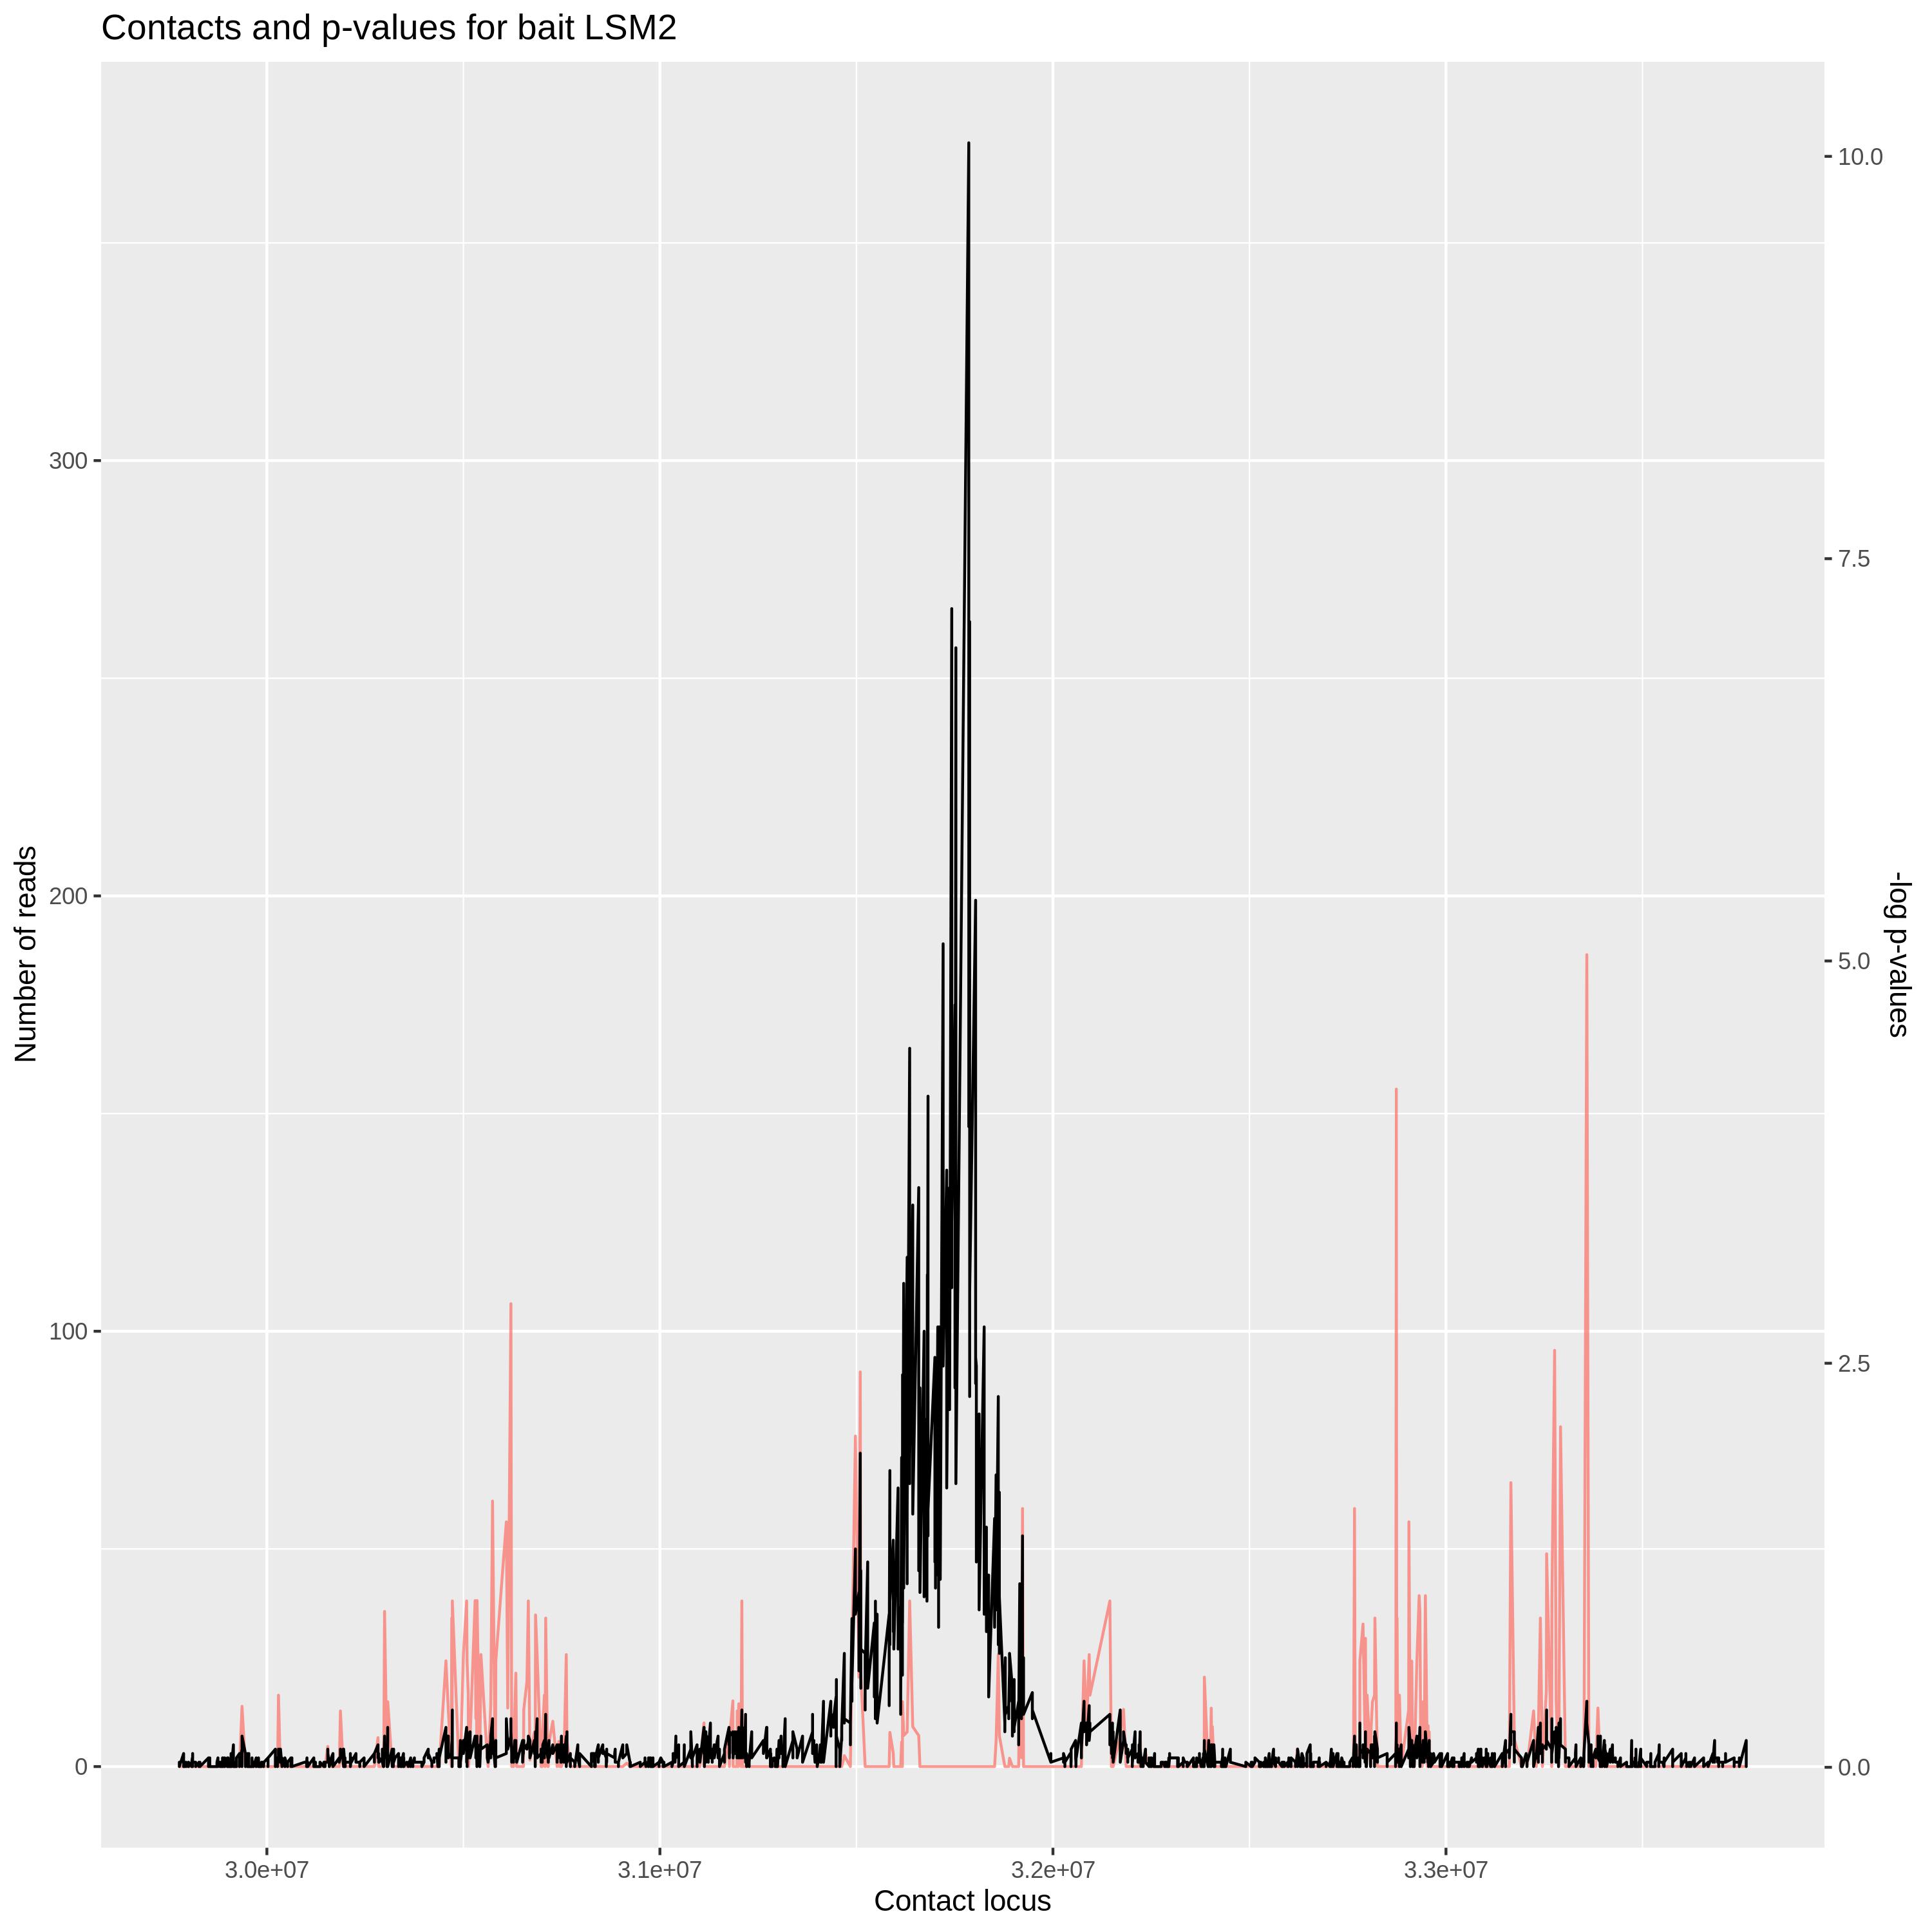 Contacts and p-values for bait LSM2
Number of reads
300
200
100
0
10.0
7.5
5.0
2.5
0.0
-log p-values
3.0e+07
3.1e+07
3.2e+07
3.3e+07
Contact locus